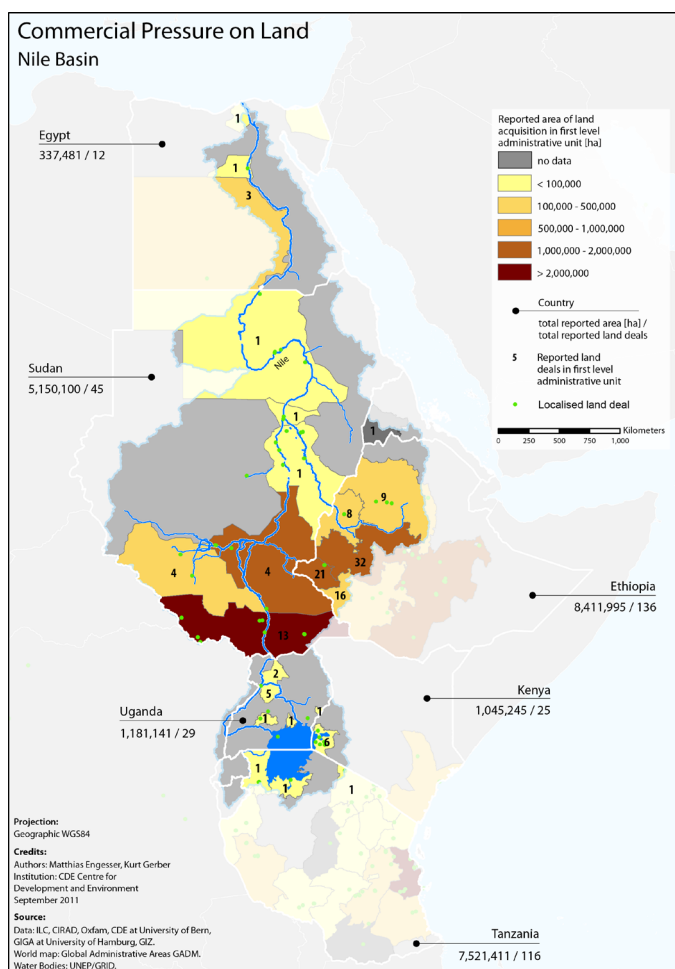 Commercial Pressure on Land
Nile Basin
Egypt
337,481 / 12
Reported area of land
acquisition in first level
administrative unit [ha]
no data
< 100,000
100,000 - 500,000
500,000 - 1,000,000
1,000,000 - 2,000,000
> 2,000,000
Country
total reported area [ha] /
total reported land deals
5
Reported land
deals in first level
administrative unit
Localised land deal
Kilometers
0 250 500 1,000
1
1
3
1
Nile
Sudan
5,150,100 / 45
1
1
1
9
8
4
4
21
32
16
13
Ethiopia
8,411,995 / 136
2
5
Kenya
1,045,245 / 25
Uganda
1,181,141 / 29
1
1
1
6
1
1
1
Projection:
Geographic WGS84
Credits:
Authors: Matthias Engesser, Kurt Gerber
Institution: CDE Centre for
Development and Environment
September 2011
Source:
Data: ILC, CIRAD, Oxfam, CDE at University of Bern,
GIGA at University of Hamburg, GIZ.
World map: Global Administrative Areas GADM.
Water Bodies: UNEP/GRID.
Tanzania
7,521,411 / 116